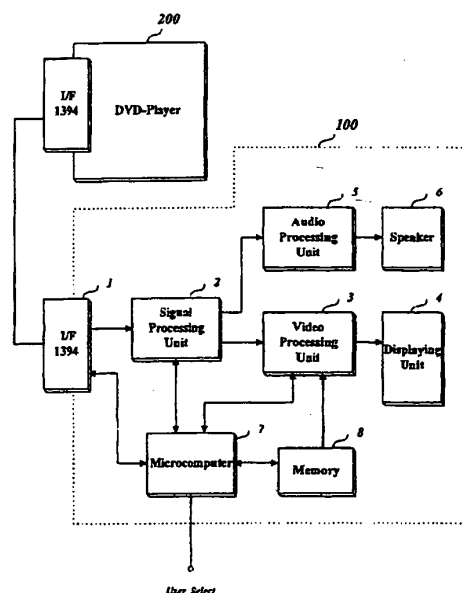 200
I/F
1394
DVD-Player
100
5
Audio
Processing
Unit
6
Speaker
1
I/F
1394
2
Signal
Processing
Unit
3
Video
Processing
Unit
4
Displaying
Unit
7
Microcomputer
8
Memory
User Select